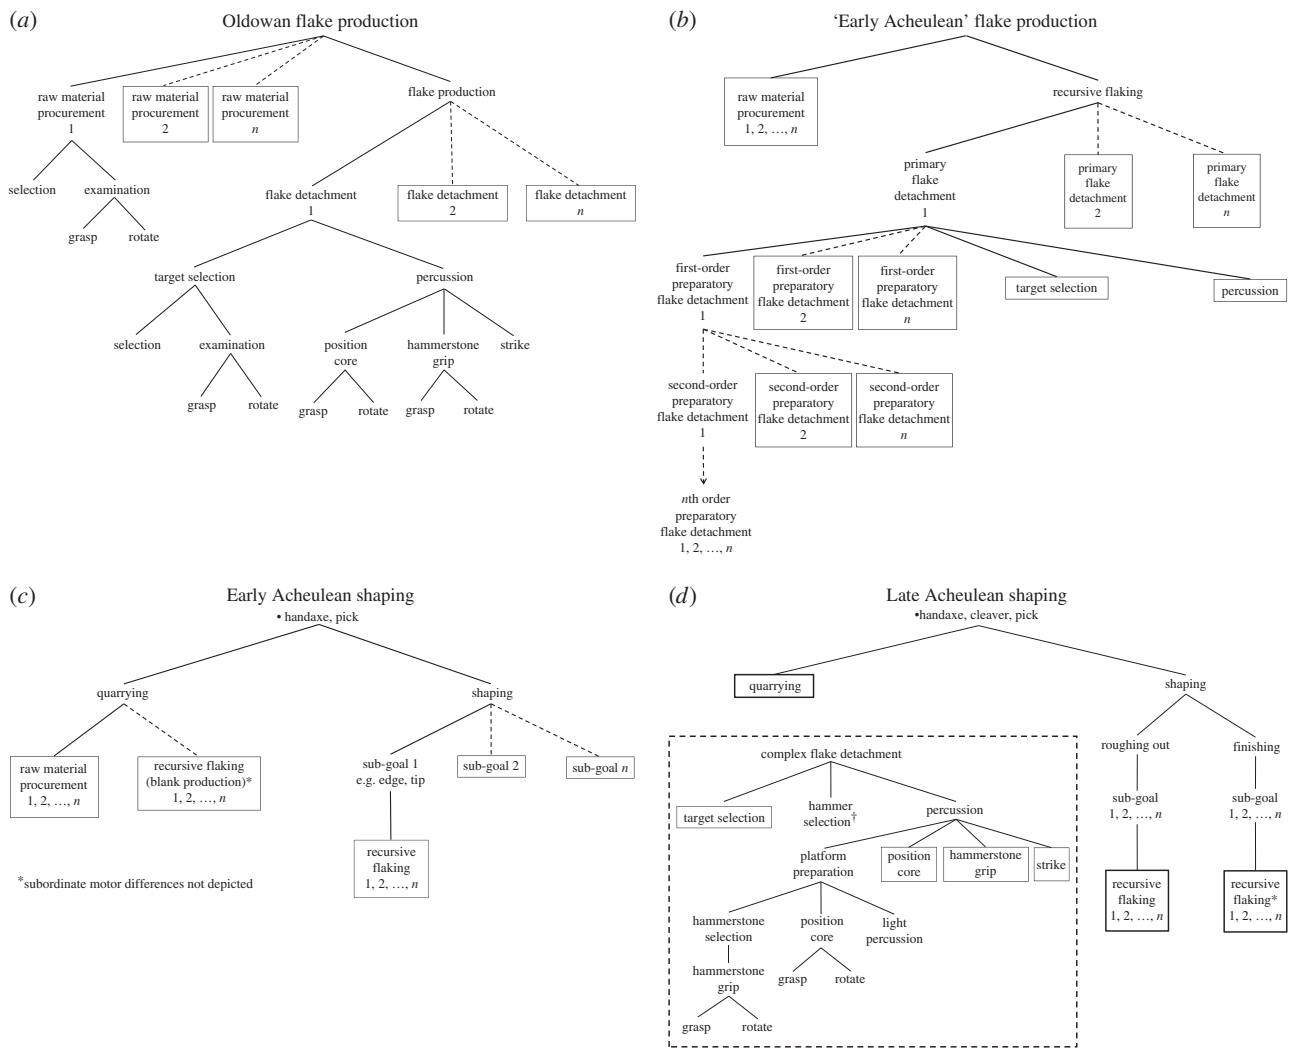 (a)
Oldowan flake production
raw material
procurement
1
raw material
procurement
2
raw material
procurement
n
flake production
selection
examination
grasp
rotate
flake detachment
1
flake detachment
2
flake detachment
n
target selection
percussion
selection
examination
position
core
hammerstone
grip
strike
grasp
rotate
grasp
rotate
grasp
rotate
(b)
‘Early Acheulean’ flake production
raw material
procurement
1, 2, …, n
recursive flaking
primary
flake
detachment
1
primary
flake
detachment
2
primary
flake
detachment
n
first-order
preparatory
flake detachment
1
first-order
preparatory
flake detachment
2
first-order
preparatory
flake detachment
n
target selection
percussion
second-order
preparatory
flake detachment
1
second-order
preparatory
flake detachment
2
second-order
preparatory
flake detachment
n
nth order
preparatory
flake detachment
1, 2, …, n
(c)
Early Acheulean shaping
• handaxe, pick
quarrying
shaping
raw material
procurement
1, 2, …, n
recursive flaking
(blank production)*
1, 2, …, n
sub-goal 1
e.g. edge, tip
sub-goal 2
sub-goal n
recursive
flaking
1, 2, …, n
*subordinate motor differences not depicted
(d)
Late Acheulean shaping
•handaxe, cleaver, pick
quarrying
shaping
roughing out
finishing
sub-goal
1, 2, …, n
sub-goal
1, 2, …, n
recursive
flaking
1, 2, …, n
recursive
flaking*
1, 2, …, n
complex flake detachment
target selection
hammer
selection†
percussion
platform
preparation
position
core
hammerstone
grip
strike
hammerstone
selection
position
core
light
percussion
hammerstone
grip
grasp
rotate
grasp
rotate